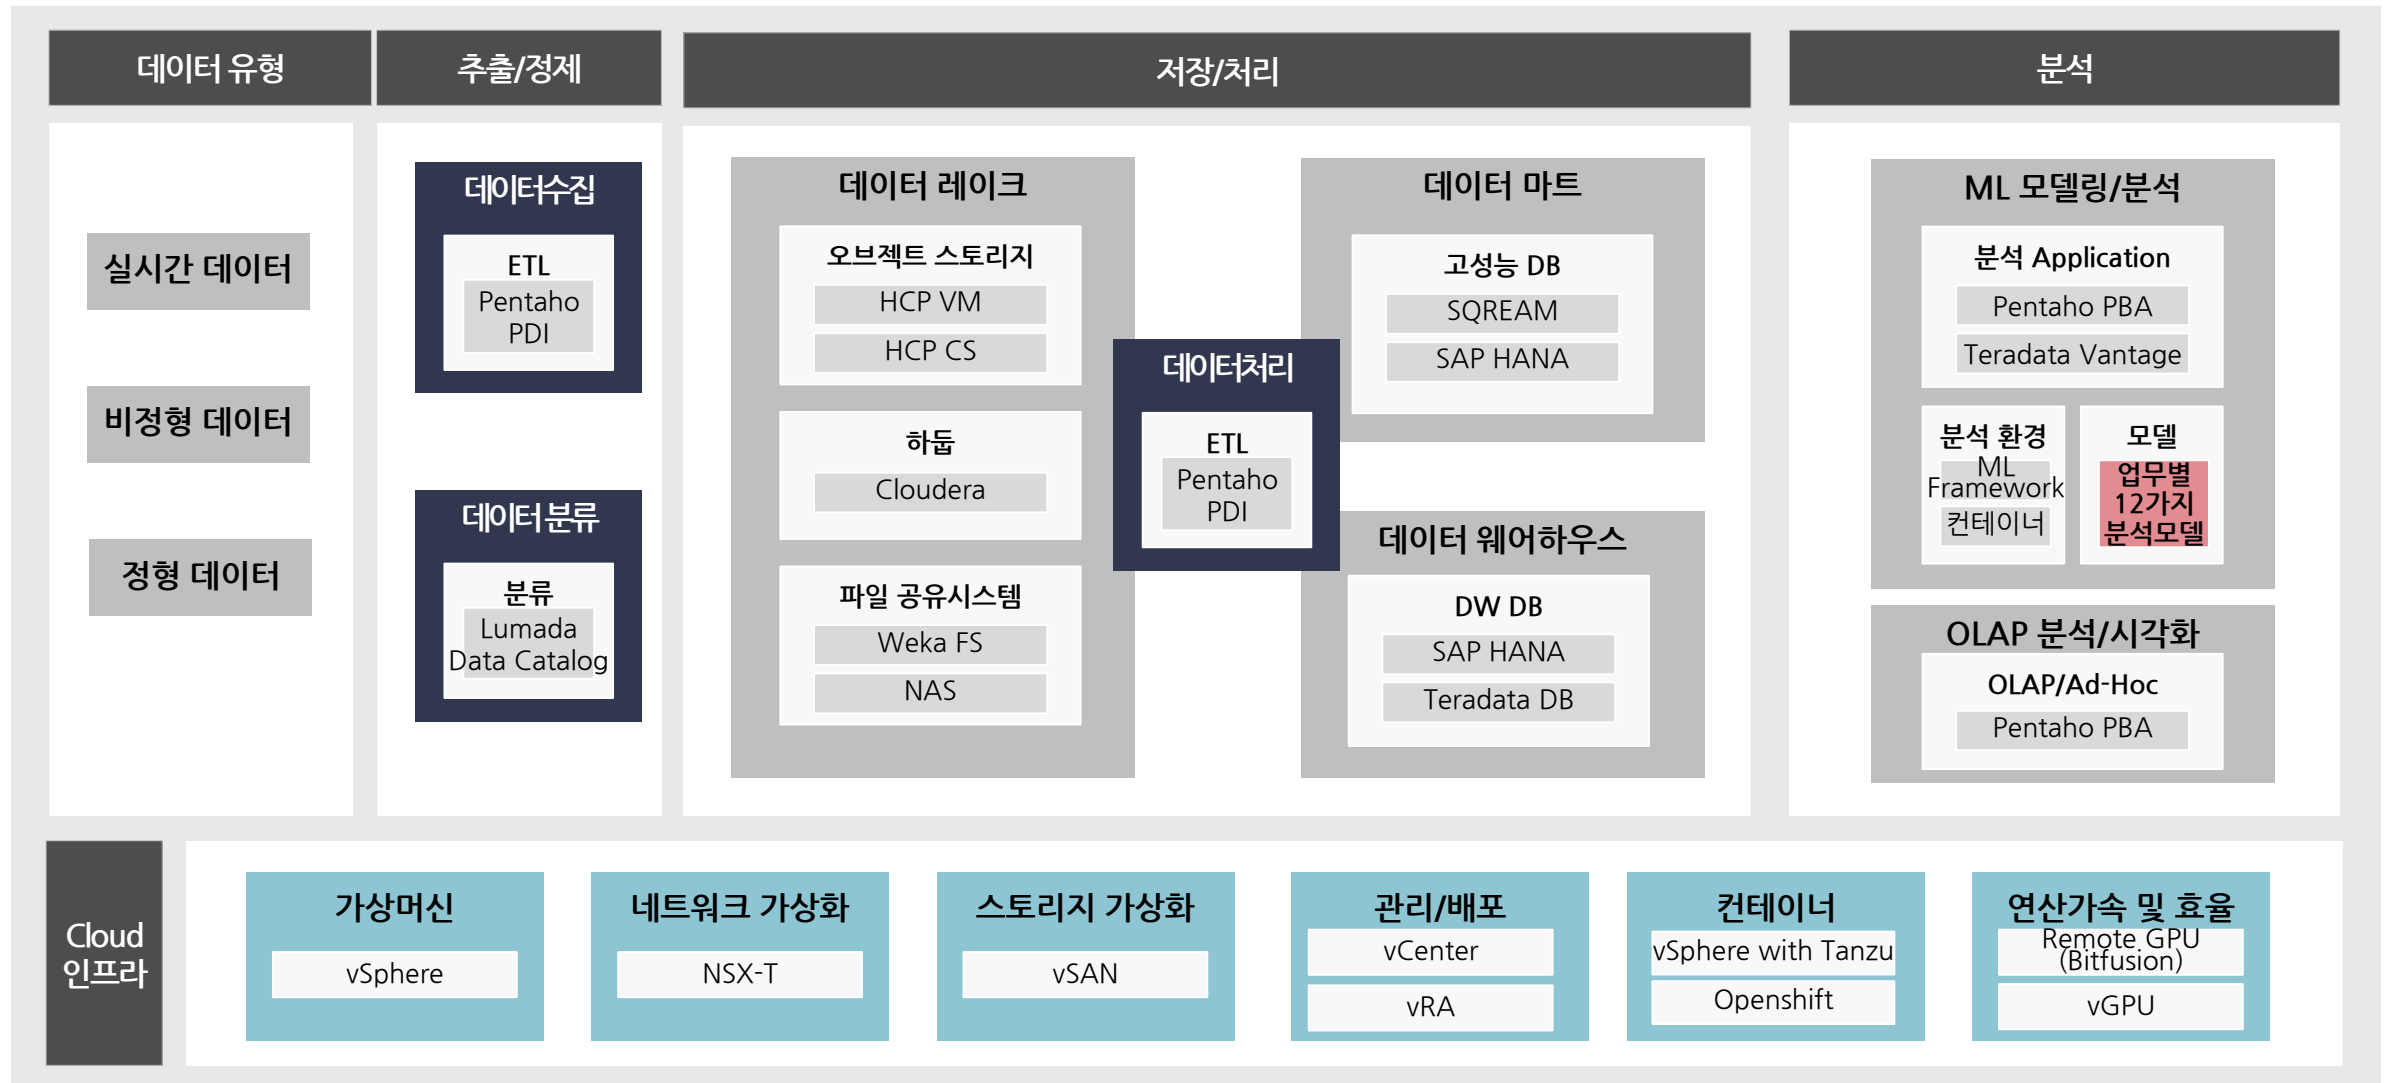 데이터 유형
추출/정제
저장/처리
분석
실시간 데이터
비정형 데이터
정형 데이터
데이터수집
ETL
Pentaho
PDI
데이터 분류
분류
Lumada
Data Catalog
데이터 레이크
오브젝트 스토리지
HCP VM
HCP CS
하둡
Cloudera
파일 공유시스템
Weka FS
NAS
데이터처리
ETL
Pentaho
PDI
데이터 마트
고성능 DB
SQREAM
SAP HANA
데이터 웨어하우스
DW DB
SAP HANA
Teradata DB
ML 모델링/분석
분석 Application
Pentaho PBA
Teradata Vantage
분석 환경
ML
Framework
컨테이너
모델
업무별
12가지
분석모델
OLAP 분석/시각화
OLAP/Ad-Hoc
Pentaho PBA
Cloud
인프라
가상머신
vSphere
네트워크 가상화
NSX-T
스토리지 가상화
vSAN
관리/배포
vCenter
vRA
컨테이너
vSphere with Tanzu
Openshift
연산가속 및 효율
Remote GPU
(Bitfusion)
vGPU